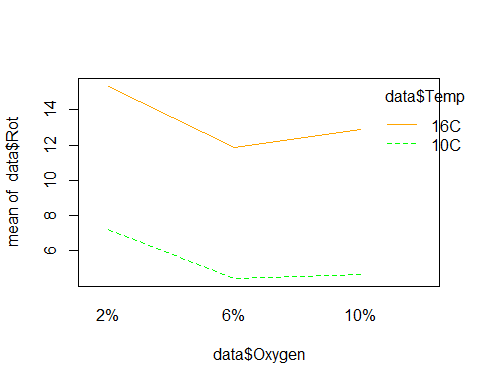 data$Temp
16C
10C
mean of data$Rot
14
12
10
8
6
2%
6%
10%
data$Oxygen